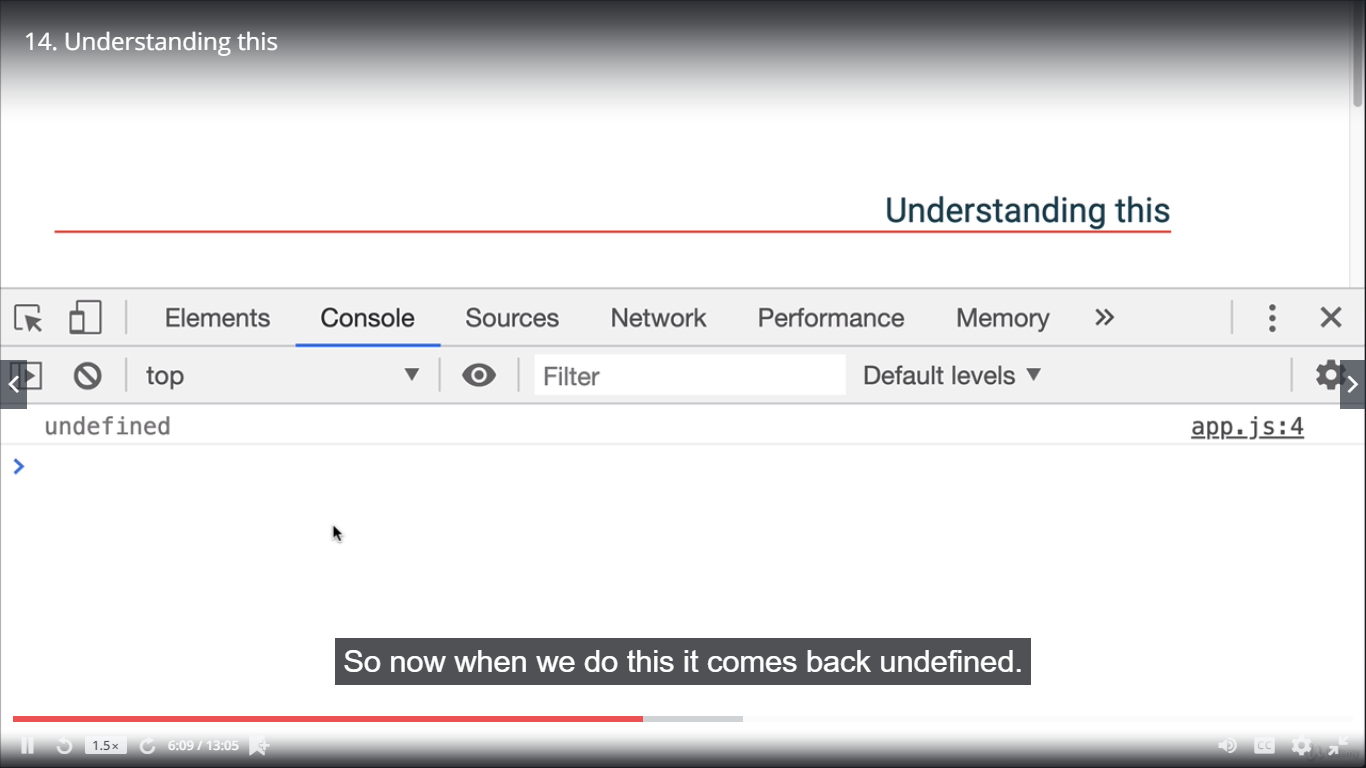 14. Understanding this
Understanding this
Elements Console Sources Network Performance Memory
top Filter Default levels
undefined app.js:4
So now when we do this it comes back undefined.
1.5× 6:09 / 13:05 CC